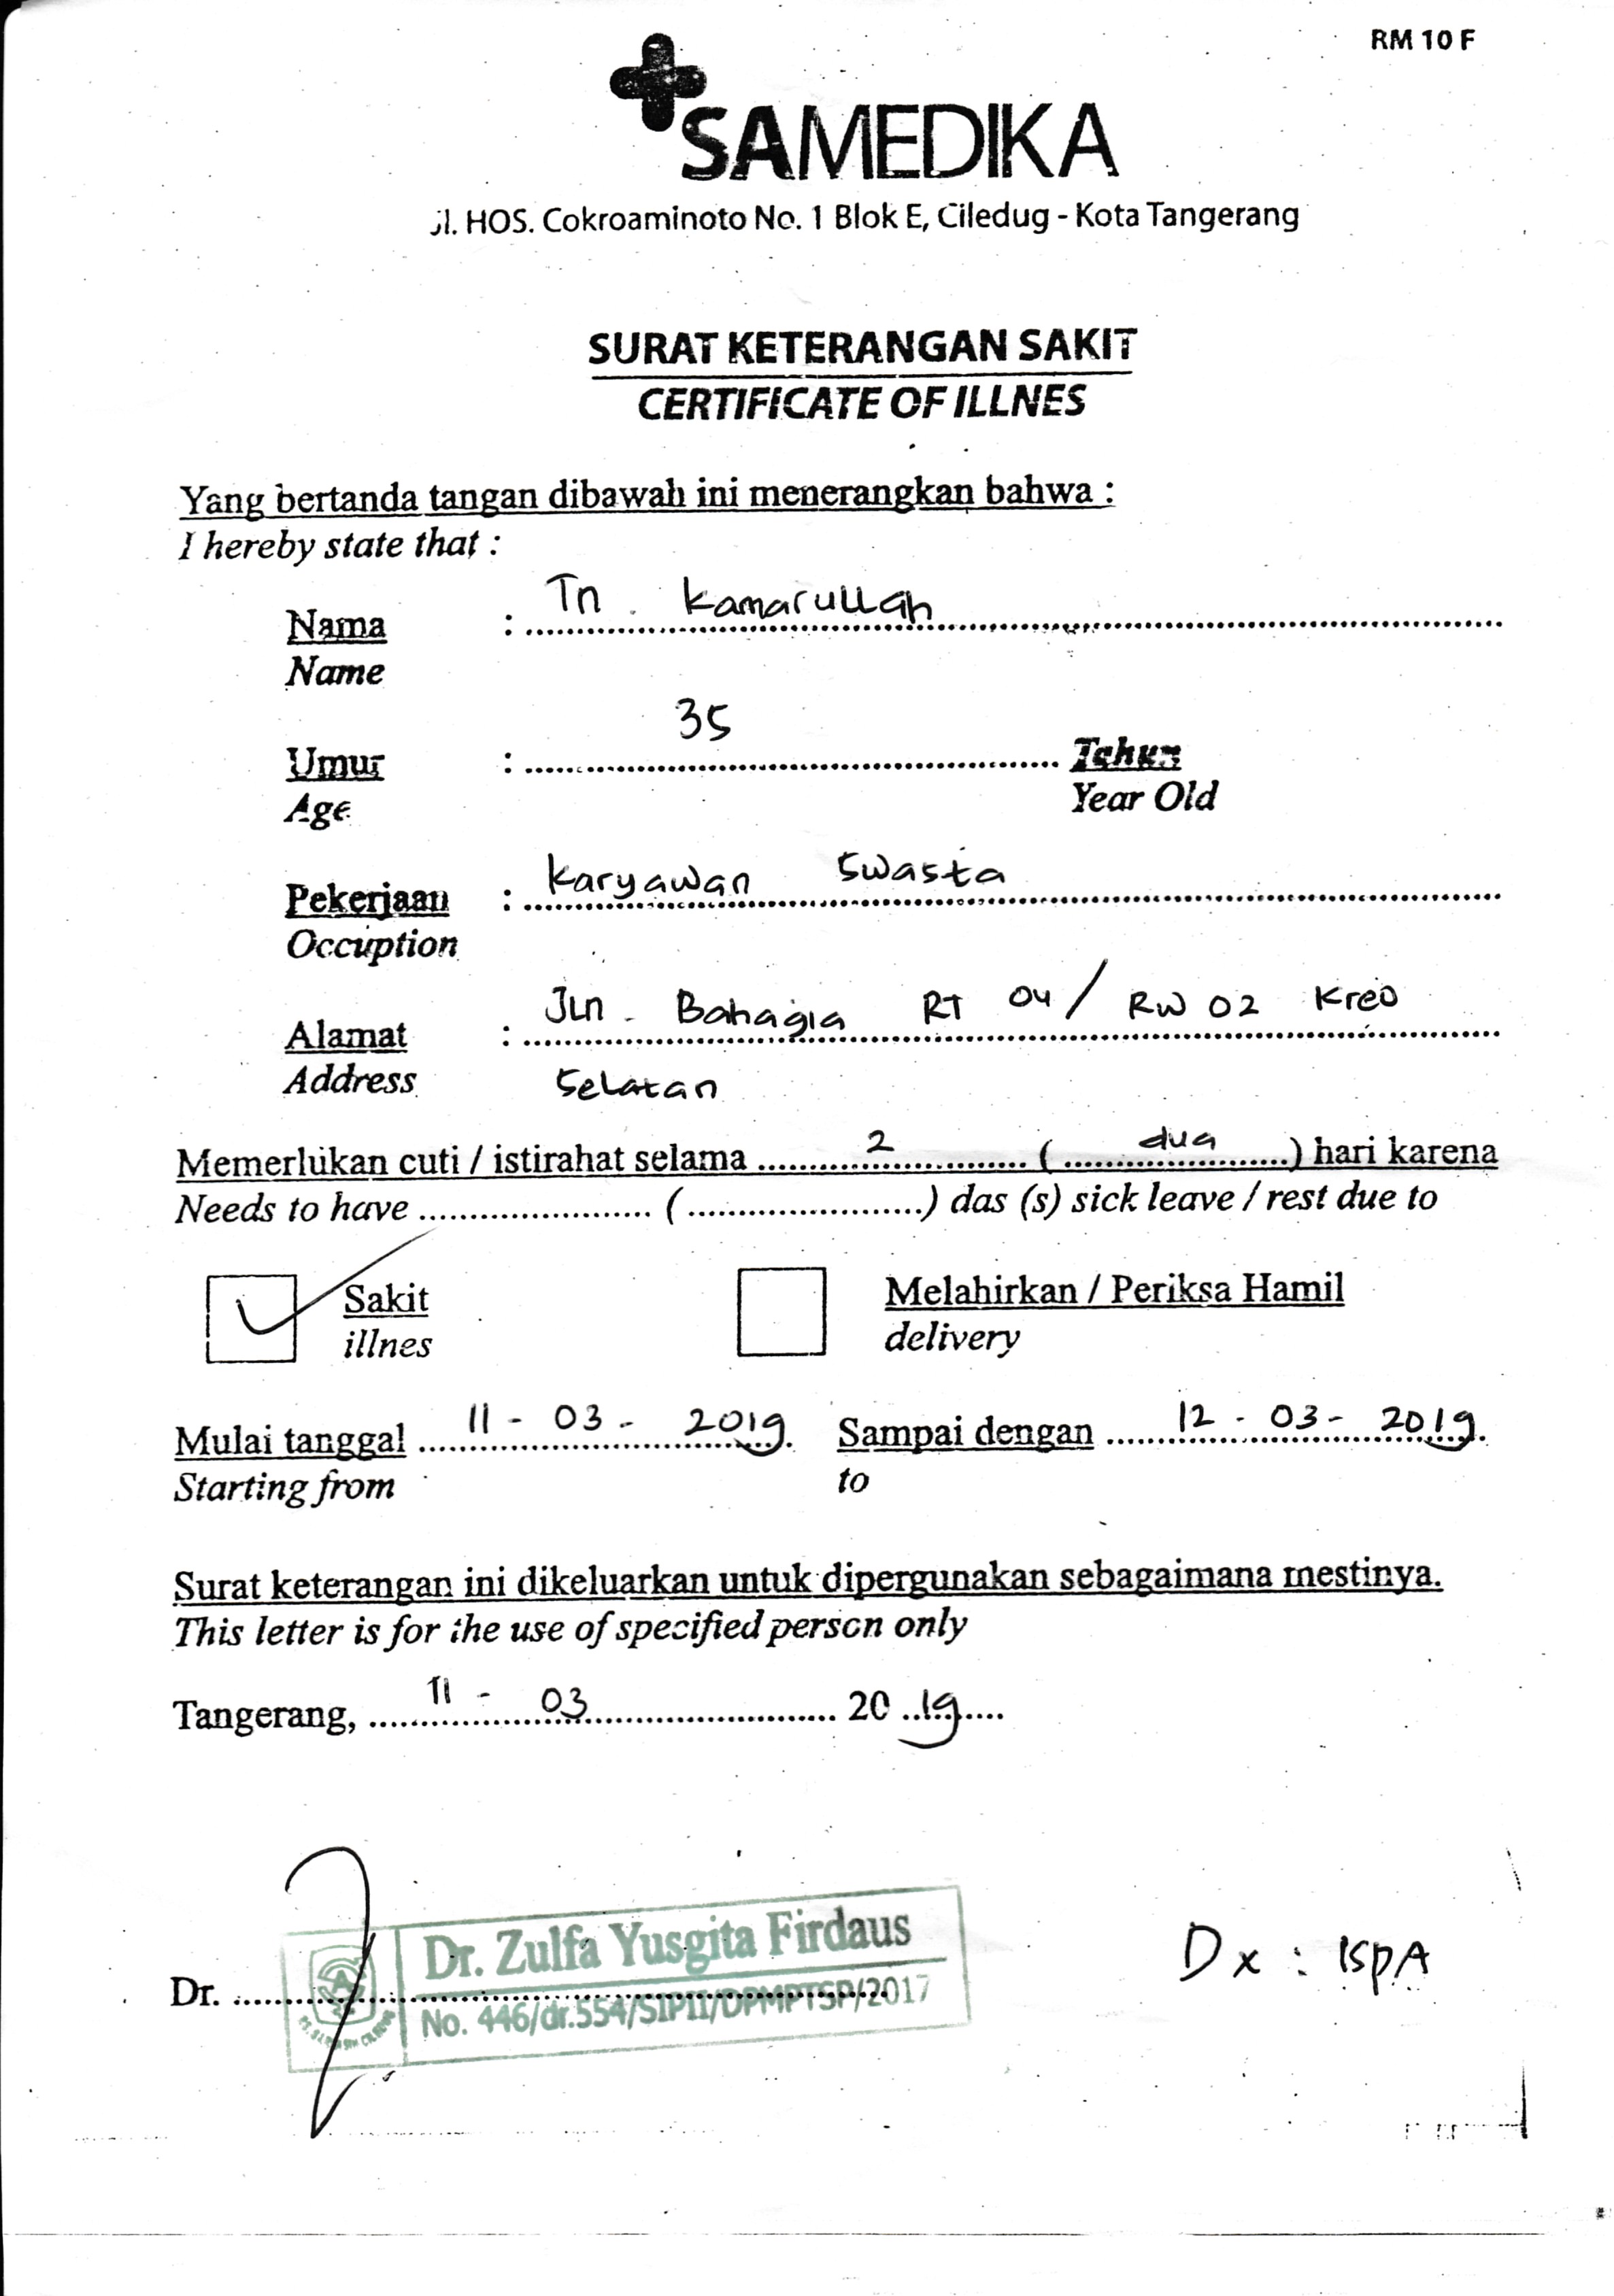 RM 10 F
SAMEDIKA
Jl. HOS. Cokroaminoto No. 1 Blok E, Ciledug - Kota Tangerang
SURAT KETERANGAN SAKIT
CERTIFICATE OF ILLNES
Yang bertanda tangan dibawah ini menerangkan bahwa :
I hereby state that :
Nama : Tn. Kamarullah
Name
Umur : 35 Tahun
Age Year Old
Pekerjaan : Karyawan Swasta
Occuption
Alamat : Jln. Bahagia RT 04 / RW 02 Kreo
Address Selatan
Memerlukan cuti / istirahat selama 2 ( dua ) hari karena
Needs to have ........................ (........................) das (s) sick leave / rest due to
Sakit Melahirkan / Periksa Hamil
illnes delivery
Mulai tanggal 11 - 03 - 2019 Sampai dengan 12 - 03 - 2019
Starting from to
Surat keterangan ini dikeluarkan untuk dipergunakan sebagaimana mestinya.
This letter is for the use of specified person only
Tangerang, 11 - 03 2019
Dr. Zulfa Yusgita Firdaus
Dr. ........................
No. 446/dr.554/SIPII/DPMPTSP/2017
Dx : ISPA